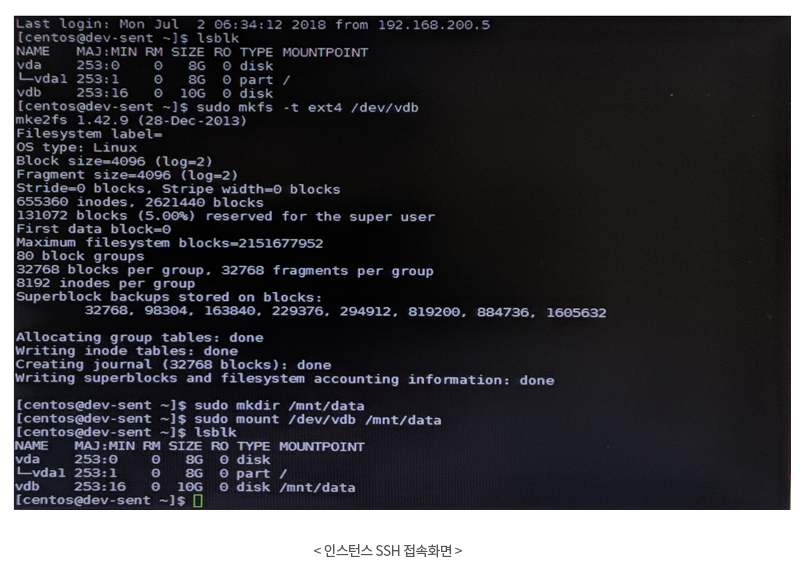 Last login: Mon Jul  2 06:34:12 2018 from 192.168.200.5
[centos@dev-sent ~]$ lsblk
NAME   MAJ:MIN RM SIZE RO TYPE MOUNTPOINT
vda    253:0    0   8G  0 disk
└─vda1 253:1    0   8G  0 part /
vdb    253:16   0  10G  0 disk
[centos@dev-sent ~]$ sudo mkfs -t ext4 /dev/vdb
mke2fs 1.42.9 (28-Dec-2013)
Filesystem label=
OS type: Linux
Block size=4096 (log=2)
Fragment size=4096 (log=2)
Stride=0 blocks, Stripe width=0 blocks
655360 inodes, 2621440 blocks
131072 blocks (5.00%) reserved for the super user
First data block=0
Maximum filesystem blocks=2151677952
80 block groups
32768 blocks per group, 32768 fragments per group
8192 inodes per group
Superblock backups stored on blocks:
32768, 98304, 163840, 229376, 294912, 819200, 884736, 1605632
Allocating group tables: done
Writing inode tables: done
Creating journal (32768 blocks): done
Writing superblocks and filesystem accounting information: done
[centos@dev-sent ~]$ sudo mkdir /mnt/data
[centos@dev-sent ~]$ sudo mount /dev/vdb /mnt/data
[centos@dev-sent ~]$ lsblk
NAME   MAJ:MIN RM SIZE RO TYPE MOUNTPOINT
vda    253:0    0   8G  0 disk
└─vda1 253:1    0   8G  0 part /
vdb    253:16   0  10G  0 disk /mnt/data
[centos@dev-sent ~]$
< 인스턴스 SSH 접속화면 >